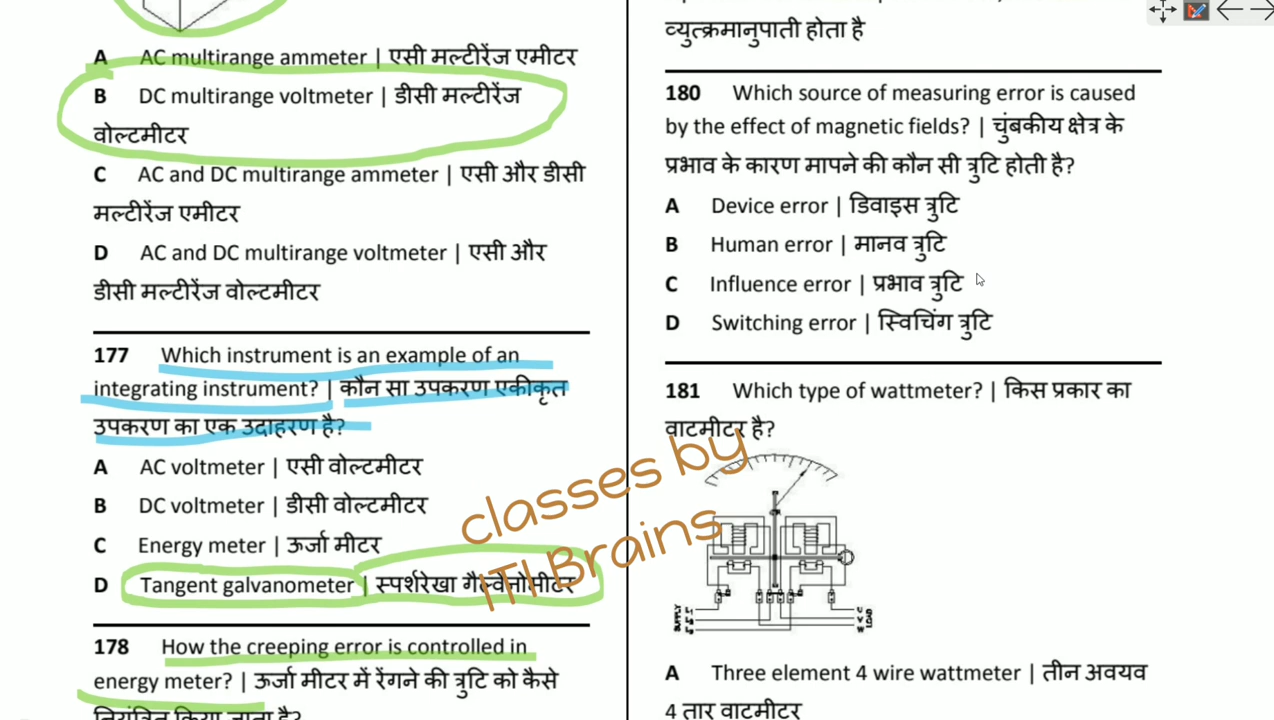 A AC multirange ammeter | एसी मल्टीरेंज एमीटर
B DC multirange voltmeter | डीसी मल्टीरेंज
वोल्टमीटर
C AC and DC multirange ammeter | एसी और डीसी
मल्टीरेंज एमीटर
D AC and DC multirange voltmeter | एसी और
डीसी मल्टीरेंज वोल्टमीटर
177 Which instrument is an example of an
integrating instrument? | कौन सा उपकरण एकीकृत
उपकरण का एक उदाहरण है?
A AC voltmeter | एसी वोल्टमीटर
B DC voltmeter | डीसी वोल्टमीटर
C Energy meter | ऊर्जा मीटर
D Tangent galvanometer | स्पर्शरेखा गैल्वेनोमीटर
178 How the creeping error is controlled in
energy meter? | ऊर्जा मीटर में रेंगने की त्रुटि को कैसे
नियंत्रित किया जाता है?
व्युत्क्रमानुपाती होता है
180 Which source of measuring error is caused
by the effect of magnetic fields? | चुंबकीय क्षेत्र के
प्रभाव के कारण मापने की कौन सी त्रुटि होती है?
A Device error | डिवाइस त्रुटि
B Human error | मानव त्रुटि
C Influence error | प्रभाव त्रुटि
D Switching error | स्विचिंग त्रुटि
181 Which type of wattmeter? | किस प्रकार का
वाटमीटर है?
SUPPLY
LOAD
A Three element 4 wire wattmeter | तीन अवयव
4 तार वाटमीटर
classes by
ITI Brains